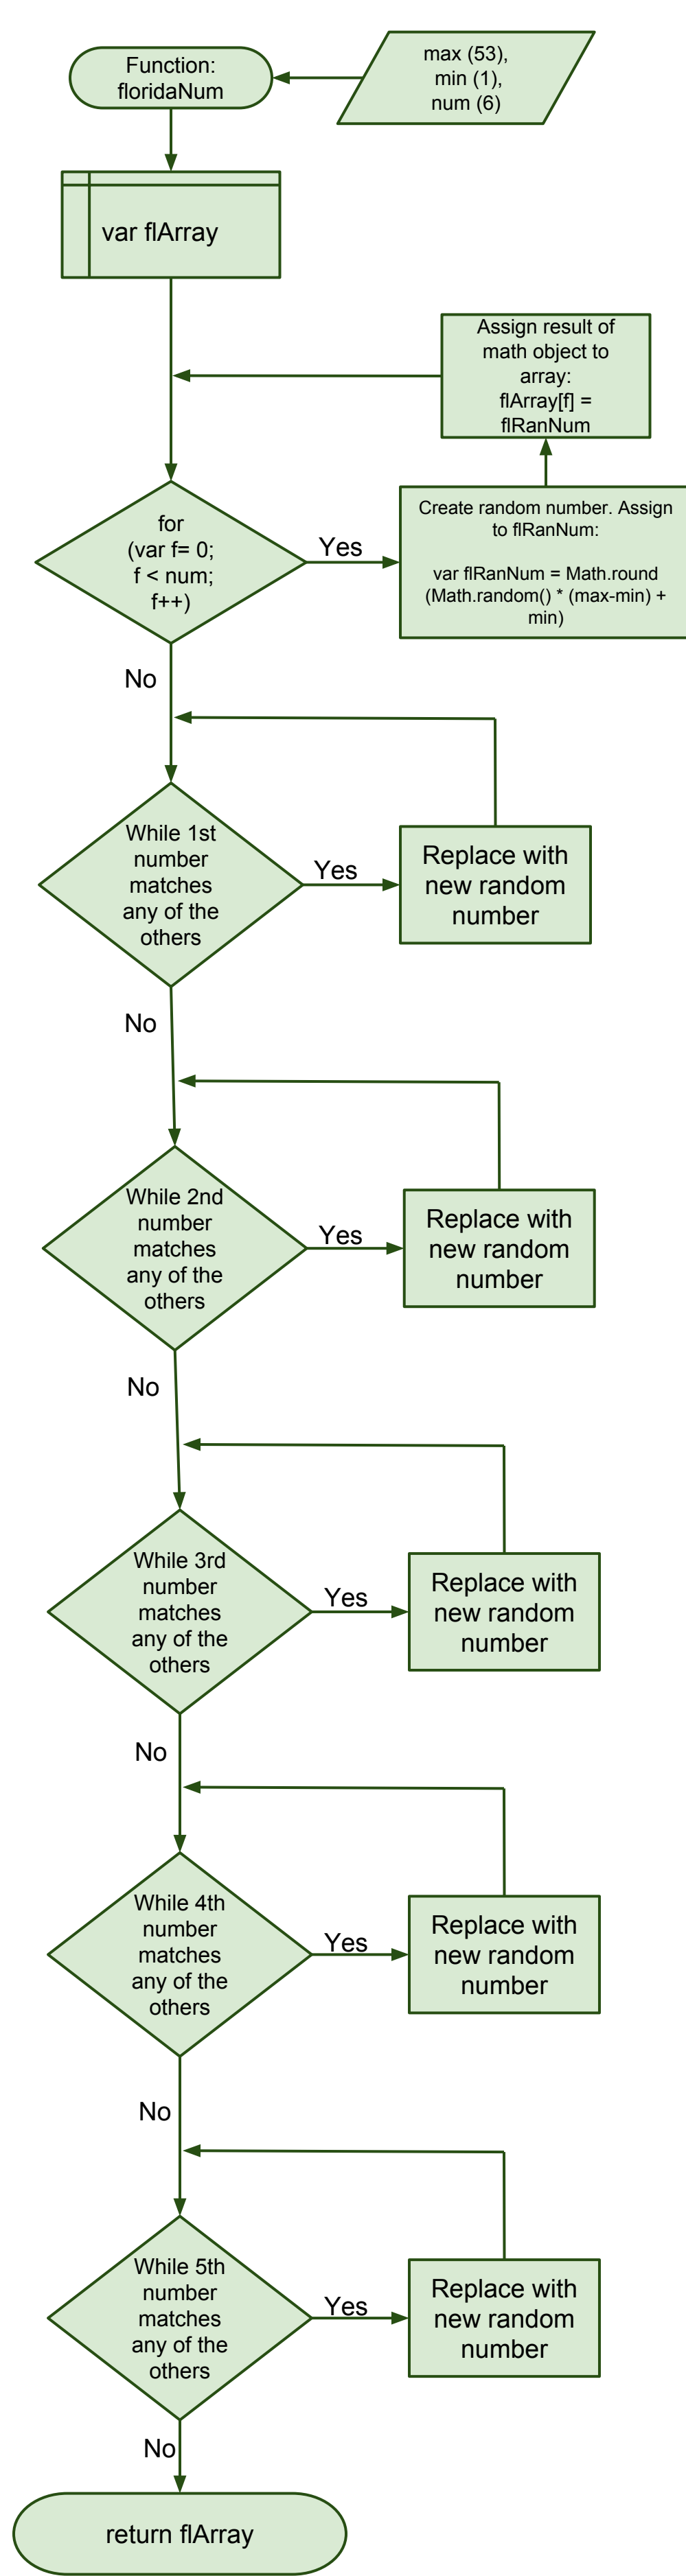 Function:
floridaNum
max (53),
min (1),
num (6)
var flArray
Assign result of
math object to
array:
flArray[f] =
flRanNum
for
(var f= 0;
f < num;
f++)
Yes
Create random number. Assign
to flRanNum:
var flRanNum = Math.round
(Math.random() * (max-min) +
min)
No
While 1st
number
matches
any of the
others
Yes
Replace with
new random
number
No
While 2nd
number
matches
any of the
others
Yes
Replace with
new random
number
No
While 3rd
number
matches
any of the
others
Yes
Replace with
new random
number
No
While 4th
number
matches
any of the
others
Yes
Replace with
new random
number
No
While 5th
number
matches
any of the
others
Yes
Replace with
new random
number
No
return flArray